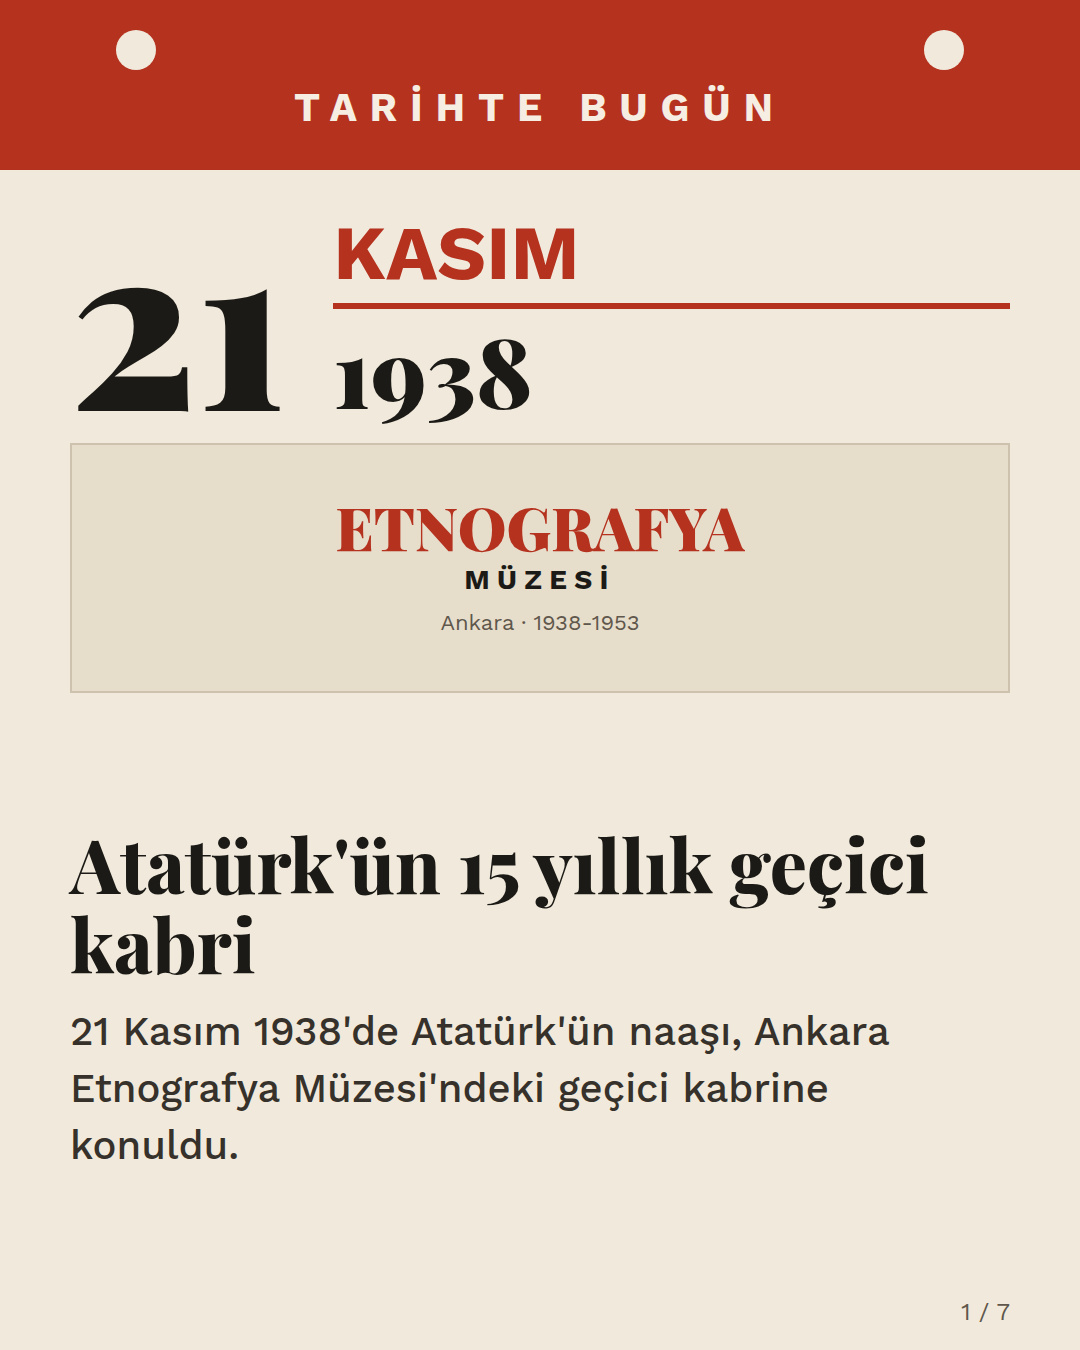 TARİHTE BUGÜN
21
KASIM
1938
ETNOGRAFYA
MÜZESİ
Ankara · 1938-1953
Atatürk'ün 15 yıllık geçici
kabri
21 Kasım 1938'de Atatürk'ün naaşı, Ankara
Etnografya Müzesi'ndeki geçici kabrine
konuldu.
1 / 7